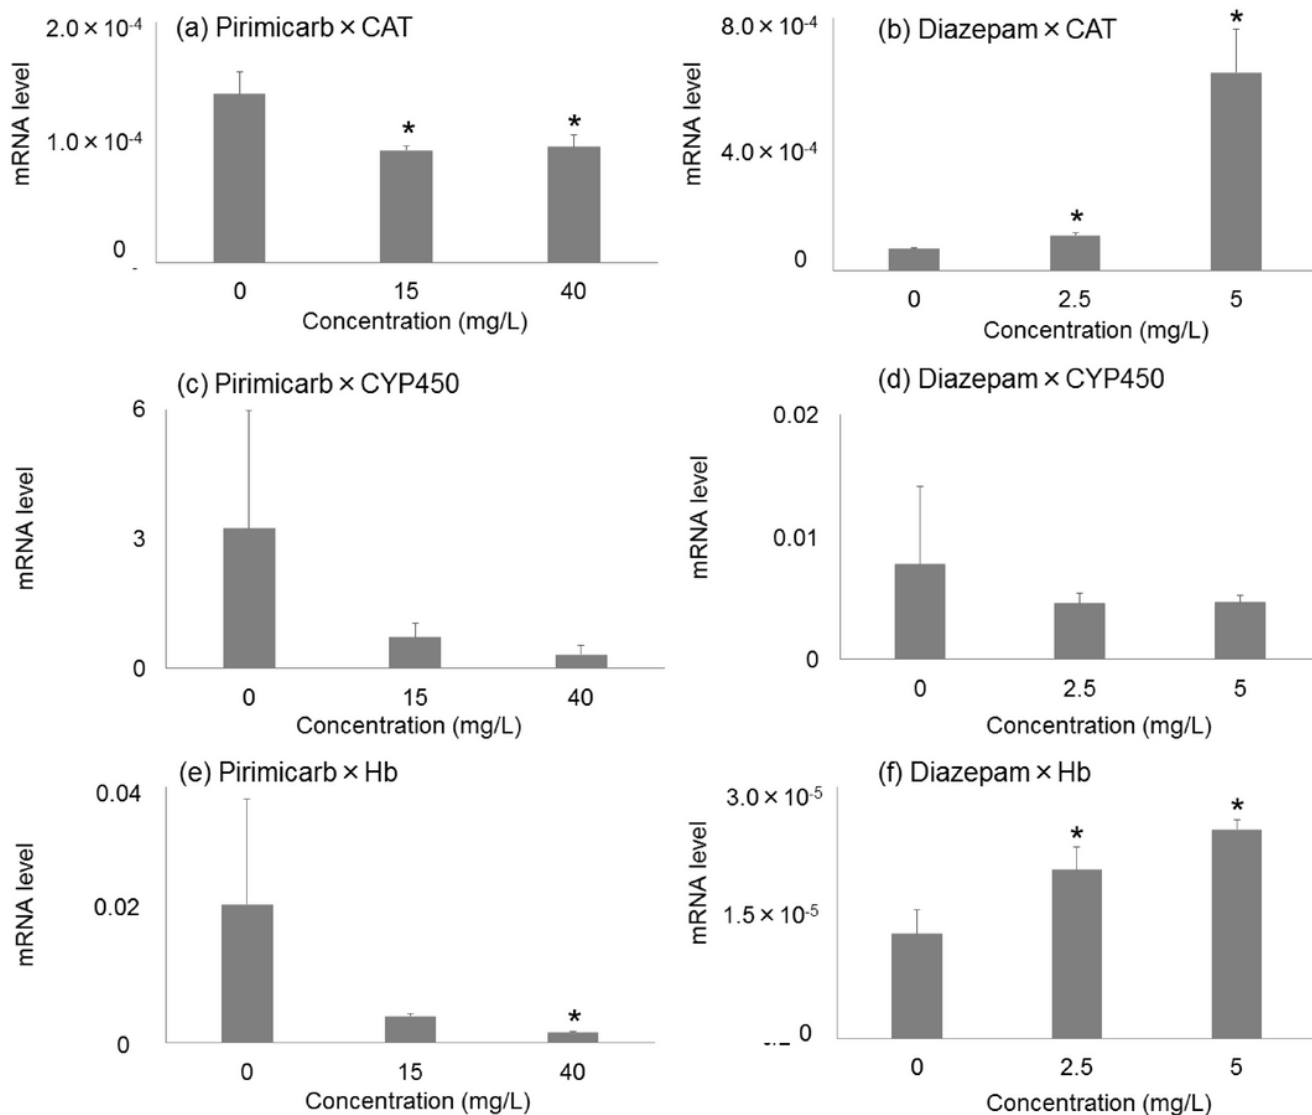 (a) Pirimicarb × CAT
2.0 × 10⁻⁴
1.0 × 10⁻⁴
0
mRNA level
*
*
0 15 40
Concentration (mg/L)
(b) Diazepam × CAT
8.0 × 10⁻⁴
4.0 × 10⁻⁴
0
mRNA level
*
*
0 2.5 5
Concentration (mg/L)
(c) Pirimicarb × CYP450
6
3
0
mRNA level
0 15 40
Concentration (mg/L)
(d) Diazepam × CYP450
0.02
0.01
0
mRNA level
0 2.5 5
Concentration (mg/L)
(e) Pirimicarb × Hb
0.04
0.02
0
mRNA level
*
0 15 40
Concentration (mg/L)
(f) Diazepam × Hb
3.0 × 10⁻⁵
1.5 × 10⁻⁵
0
mRNA level
*
*
0 2.5 5
Concentration (mg/L)